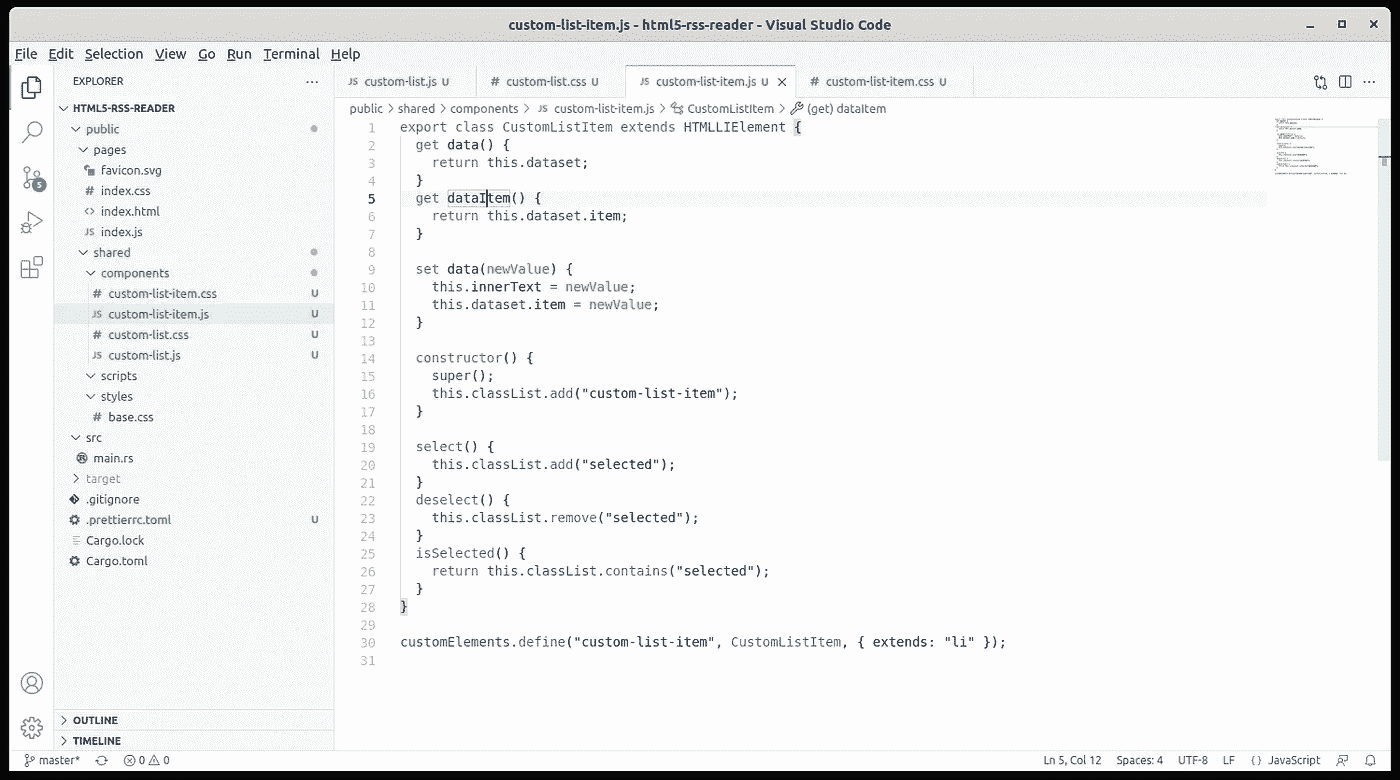 custom-list-item.js - html5-rss-reader - Visual Studio Code
File Edit Selection View Go Run Terminal Help
EXPLORER
HTML5-RSS-READER
public
pages
favicon.svg
index.css
index.html
index.js
shared
components
custom-list-item.css U
custom-list-item.js U
custom-list.css U
custom-list.js U
scripts
styles
base.css
src
main.rs
target
.gitignore
.prettierrc.toml U
Cargo.lock
Cargo.toml
OUTLINE
TIMELINE
5
JS custom-list.js U # custom-list.css U JS custom-list-item.js U # custom-list-item.css U
public > shared > components > JS custom-list-item.js > CustomListItem > (get) dataItem
1 export class CustomListItem extends HTMLLIElement {
2 get data() {
3 return this.dataset;
4 }
5 get dataItem() {
6 return this.dataset.item;
7 }
8
9 set data(newValue) {
10 this.innerText = newValue;
11 this.dataset.item = newValue;
12 }
13
14 constructor() {
15 super();
16 this.classList.add("custom-list-item");
17 }
18
19 select() {
20 this.classList.add("selected");
21 }
22 deselect() {
23 this.classList.remove("selected");
24 }
25 isSelected() {
26 return this.classList.contains("selected");
27 }
28 }
29
30 customElements.define("custom-list-item", CustomListItem, { extends: "li" });
31
master* 0 0 Ln 5, Col 12 Spaces: 4 UTF-8 LF {} JavaScript